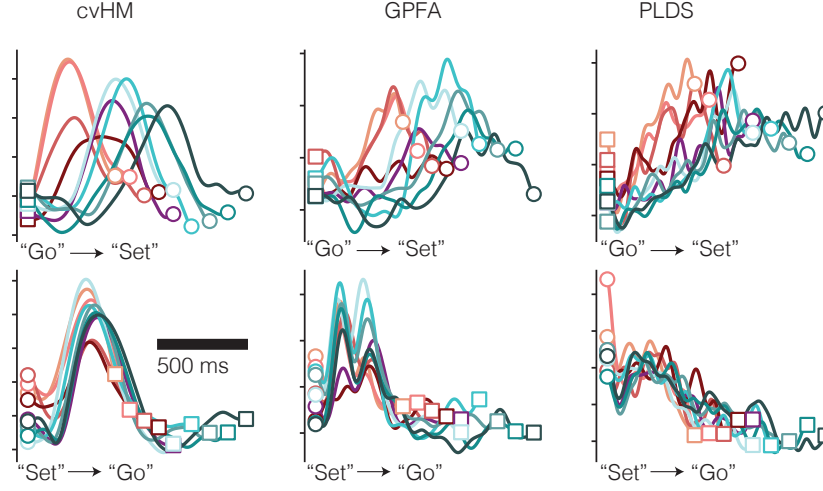 cvHM GPFA PLDS
“Go” → “Set” “Go” → “Set” “Go” → “Set”
500 ms
“Set” → “Go” “Set” → “Go” “Set” → “Go”